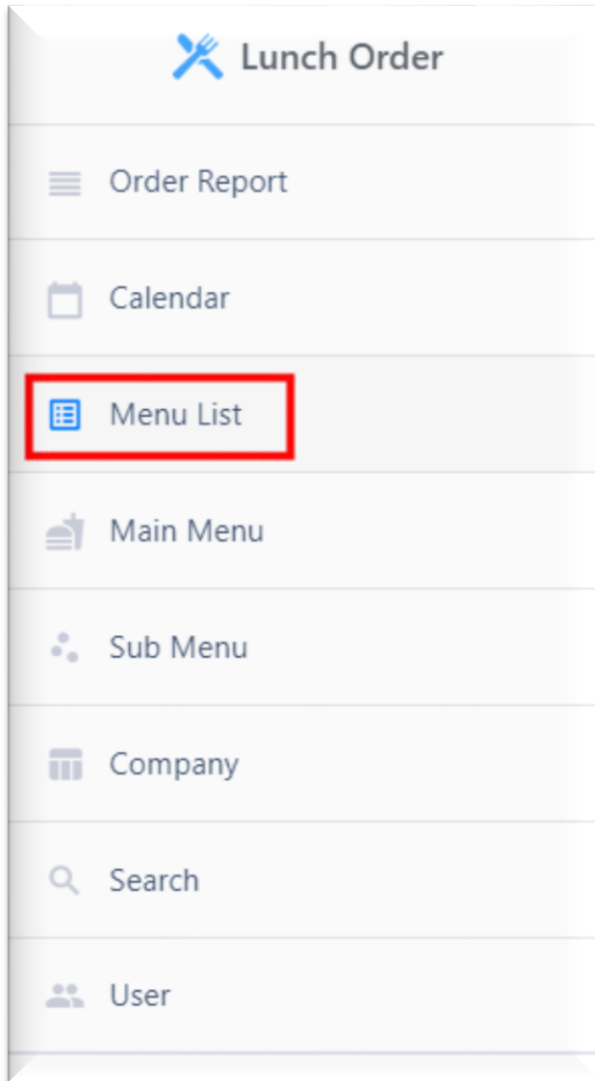 Lunch Order
Order Report
Calendar
Menu List
Main Menu
Sub Menu
Company
Search
User